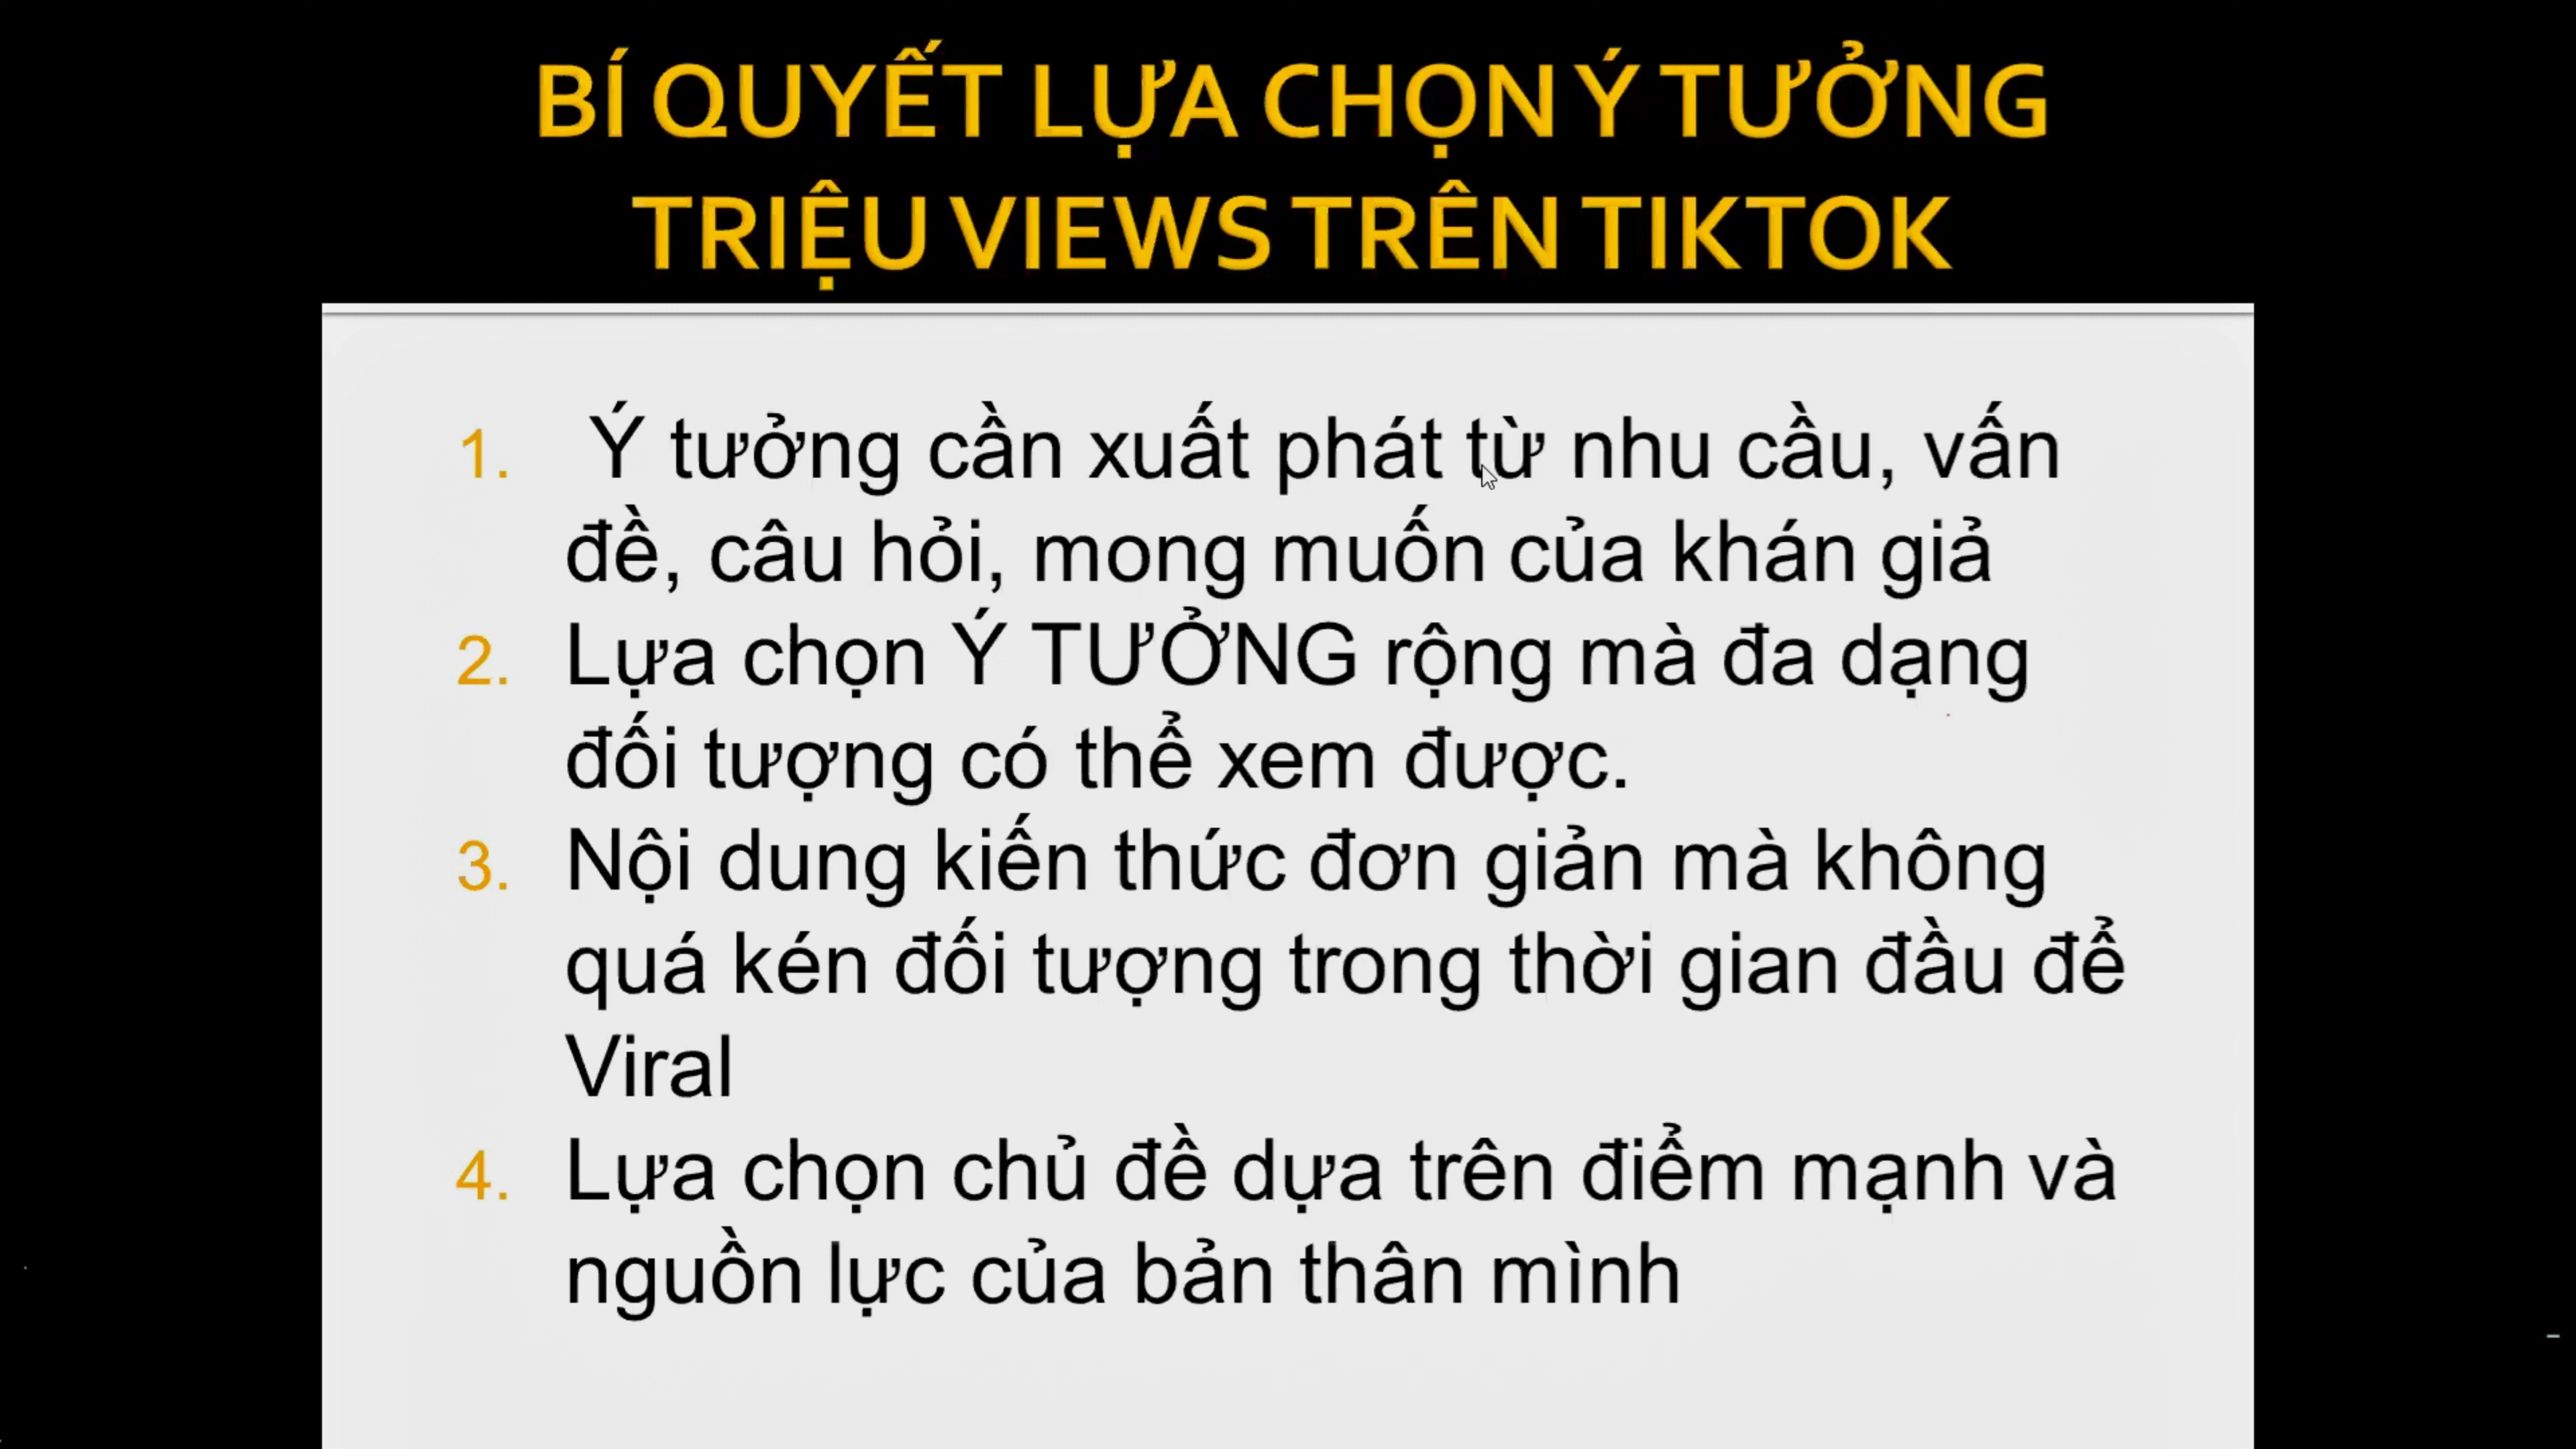 BÍ QUYẾT LỰA CHỌN Ý TƯỞNG
TRIỆU VIEWS TRÊN TIKTOK
1. Ý tưởng cần xuất phát từ nhu cầu, vấn
đề, câu hỏi, mong muốn của khán giả
2. Lựa chọn Ý TƯỞNG rộng mà đa dạng
đối tượng có thể xem được.
3. Nội dung kiến thức đơn giản mà không
quá kén đối tượng trong thời gian đầu để
Viral
4. Lựa chọn chủ đề dựa trên điểm mạnh và
nguồn lực của bản thân mình